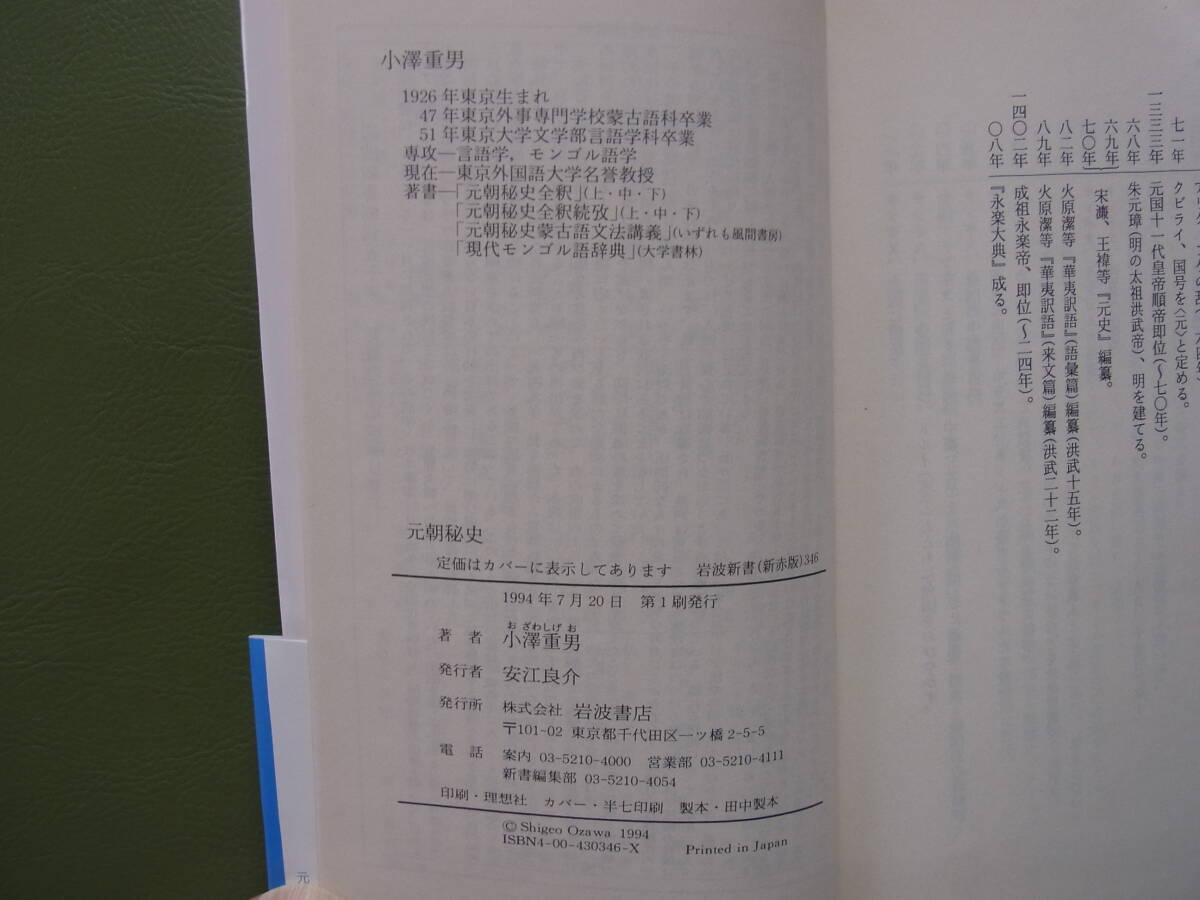 七一年 クビライ、国号を〈元〉と定める。
一三三三年 元国十一代皇帝順帝即位(〜七〇年)。
六八年 朱元璋(明の太祖洪武帝)、明を建てる。
六九年
七〇年 宋濂、王褘等『元史』編纂。
八二年 火原潔等『華夷訳語』(語彙篇)編纂(洪武十五年)。
八九年 火原潔等『華夷訳語』(来文篇)編纂(洪武二十二年)。
一四〇二年 成祖永楽帝、即位(〜二四年)。
〇八年 『永楽大典』成る。
小澤重男
1926年東京生まれ
47年東京外事専門学校蒙古語科卒業
51年東京大学文学部言語学科卒業
専攻―言語学, モンゴル語学
現在―東京外国語大学名誉教授
著書―「元朝秘史全釈」(上・中・下)
「元朝秘史全釈続攷」(上・中・下)
「元朝秘史蒙古語文法講義」(いずれも風間書房)
「現代モンゴル語辞典」(大学書林)
元朝秘史
定価はカバーに表示してあります 岩波新書(新赤版)346
1994年7月20日 第1刷発行
お ざわしげ お
著 者 小澤重男
発行者 安江良介
発行所 株式会社 岩波書店
〒101-02 東京都千代田区一ツ橋2-5-5
電 話 案内 03-5210-4000 営業部 03-5210-4111
新書編集部 03-5210-4054
印刷・理想社 カバー・半七印刷 製本・田中製本
© Shigeo Ozawa 1994
ISBN4-00-430346-X Printed in Japan
元